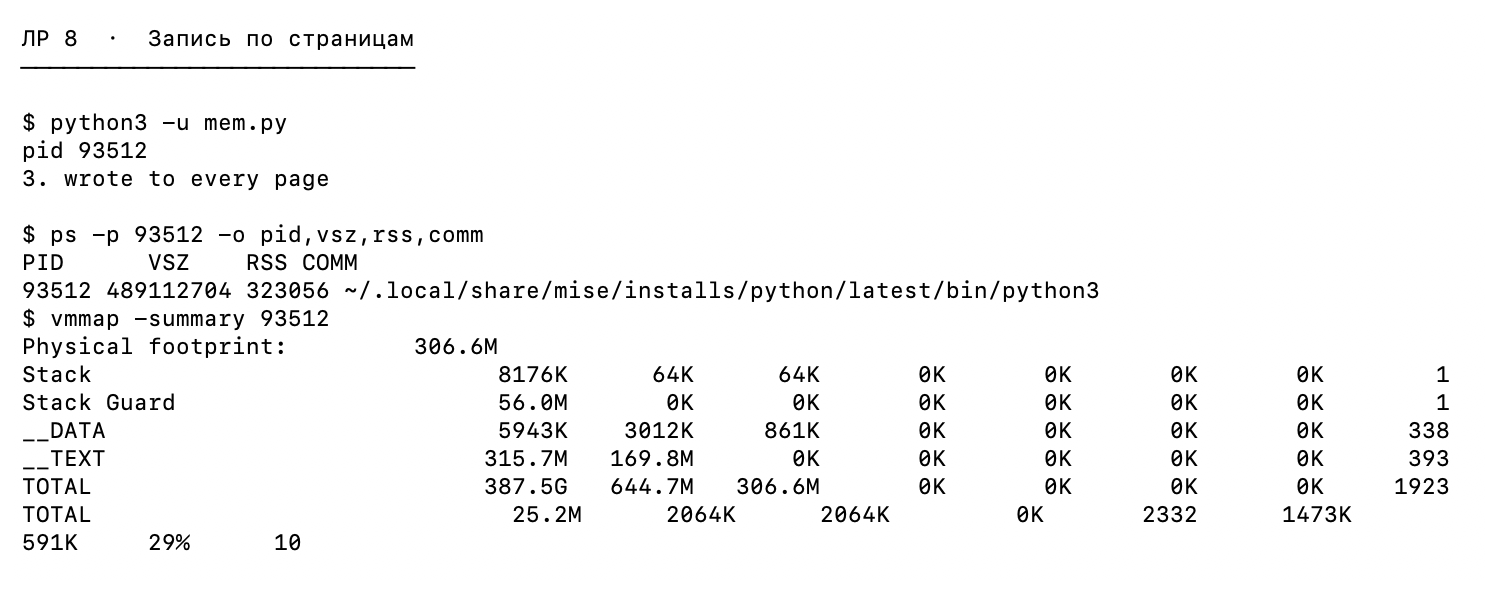 ЛР 8  ·  Запись по страницам
$ python3 -u mem.py
pid 93512
3. wrote to every page
$ ps -p 93512 -o pid,vsz,rss,comm
PID      VSZ    RSS COMM
93512 489112704 323056 ~/.local/share/mise/installs/python/latest/bin/python3
$ vmmap -summary 93512
Physical footprint:         306.6M
Stack                             8176K      64K      64K       0K       0K       0K       0K        1
Stack Guard                       56.0M       0K       0K       0K       0K       0K       0K        1
__DATA                            5943K    3012K     861K       0K       0K       0K       0K      338
__TEXT                           315.7M   169.8M       0K       0K       0K       0K       0K      393
TOTAL                            387.5G   644.7M   306.6M       0K       0K       0K       0K     1923
TOTAL                              25.2M      2064K      2064K         0K       2332      1473K
591K     29%      10